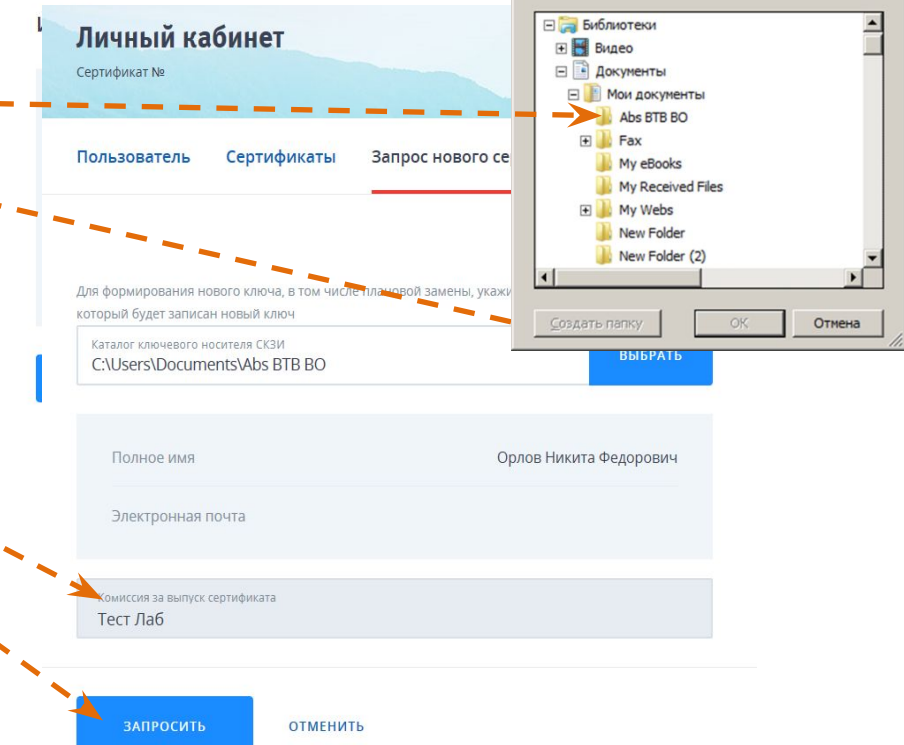 Личный кабинет
Сертификат №
Пользователь Сертификаты Запрос нового се
Для формирования нового ключа, в том числе плановой замены, укажи
который будет записан новый ключ
Каталог ключевого носителя СКЗИ
C:\Users\Documents\Abs BTB BO
ВЫБРАТЬ
Полное имя Орлов Никита Федорович
Электронная почта
Комиссия за выпуск сертификата
Тест Лаб
ЗАПРОСИТЬ ОТМЕНИТЬ
Библиотеки
Видео
Документы
Мои документы
Abs BTB BO
Fax
My eBooks
My Received Files
My Webs
New Folder
New Folder (2)
Создать папку OK Отмена